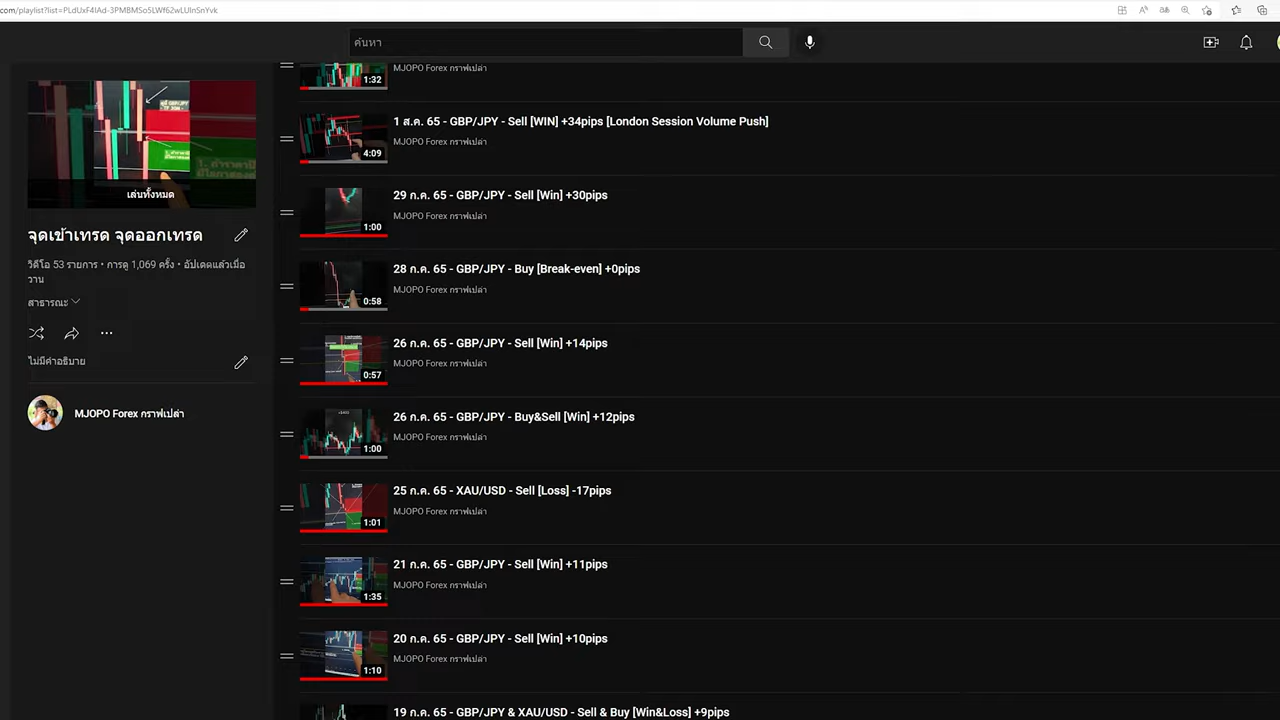 com/playlist?list=PLdUxF4lAd-3PMBMSo5LWf62wLUInSnYvk
ค้นหา
เล่นทั้งหมด
จุดเข้าเทรด จุดออกเทรด
วิดีโอ 53 รายการ • การดู 1,069 ครั้ง • อัปเดตแล้วเมื่อ
วาน
สาธารณะ
ไม่มีคำอธิบาย
MJOPO Forex กราฟเปล่า
1:32
MJOPO Forex กราฟเปล่า
4:09
1 ส.ค. 65 - GBP/JPY - Sell [WIN] +34pips [London Session Volume Push]
MJOPO Forex กราฟเปล่า
1:00
29 ก.ค. 65 - GBP/JPY - Sell [Win] +30pips
MJOPO Forex กราฟเปล่า
0:58
28 ก.ค. 65 - GBP/JPY - Buy [Break-even] +0pips
MJOPO Forex กราฟเปล่า
0:57
26 ก.ค. 65 - GBP/JPY - Sell [Win] +14pips
MJOPO Forex กราฟเปล่า
1:00
26 ก.ค. 65 - GBP/JPY - Buy&Sell [Win] +12pips
MJOPO Forex กราฟเปล่า
1:01
25 ก.ค. 65 - XAU/USD - Sell [Loss] -17pips
MJOPO Forex กราฟเปล่า
1:35
21 ก.ค. 65 - GBP/JPY - Sell [Win] +11pips
MJOPO Forex กราฟเปล่า
1:10
20 ก.ค. 65 - GBP/JPY - Sell [Win] +10pips
MJOPO Forex กราฟเปล่า
19 ก.ค. 65 - GBP/JPY & XAU/USD - Sell & Buy [Win&Loss] +9pips